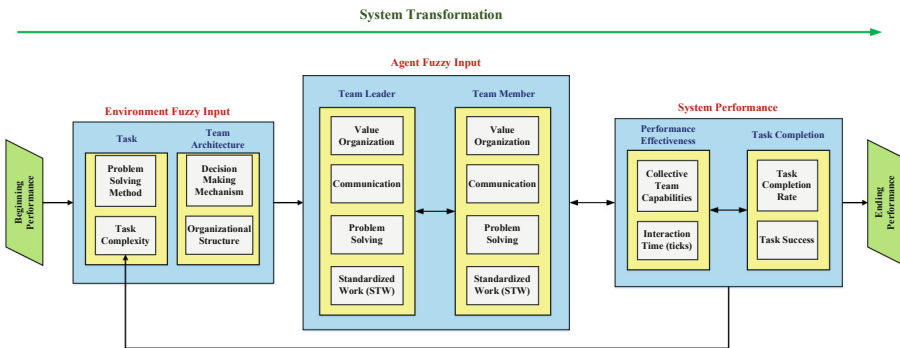 System Transformation
Agent Fuzzy Input
Environment Fuzzy Input
System Performance
Beginning
Performance
Task
Problem
Solving
Method
Task
Complexity
Team
Architecture
Decision
Making
Mechanism
Organizational
Structure
Team Leader
Value
Organization
Communication
Problem
Solving
Standardized
Work (STW)
Team Member
Value
Organization
Communication
Problem
Solving
Standardized
Work (STW)
Performance
Effectiveness
Collective
Team
Capabilities
Interaction
Time (ticks)
Task Completion
Task
Completion
Rate
Task Success
Ending
Performance